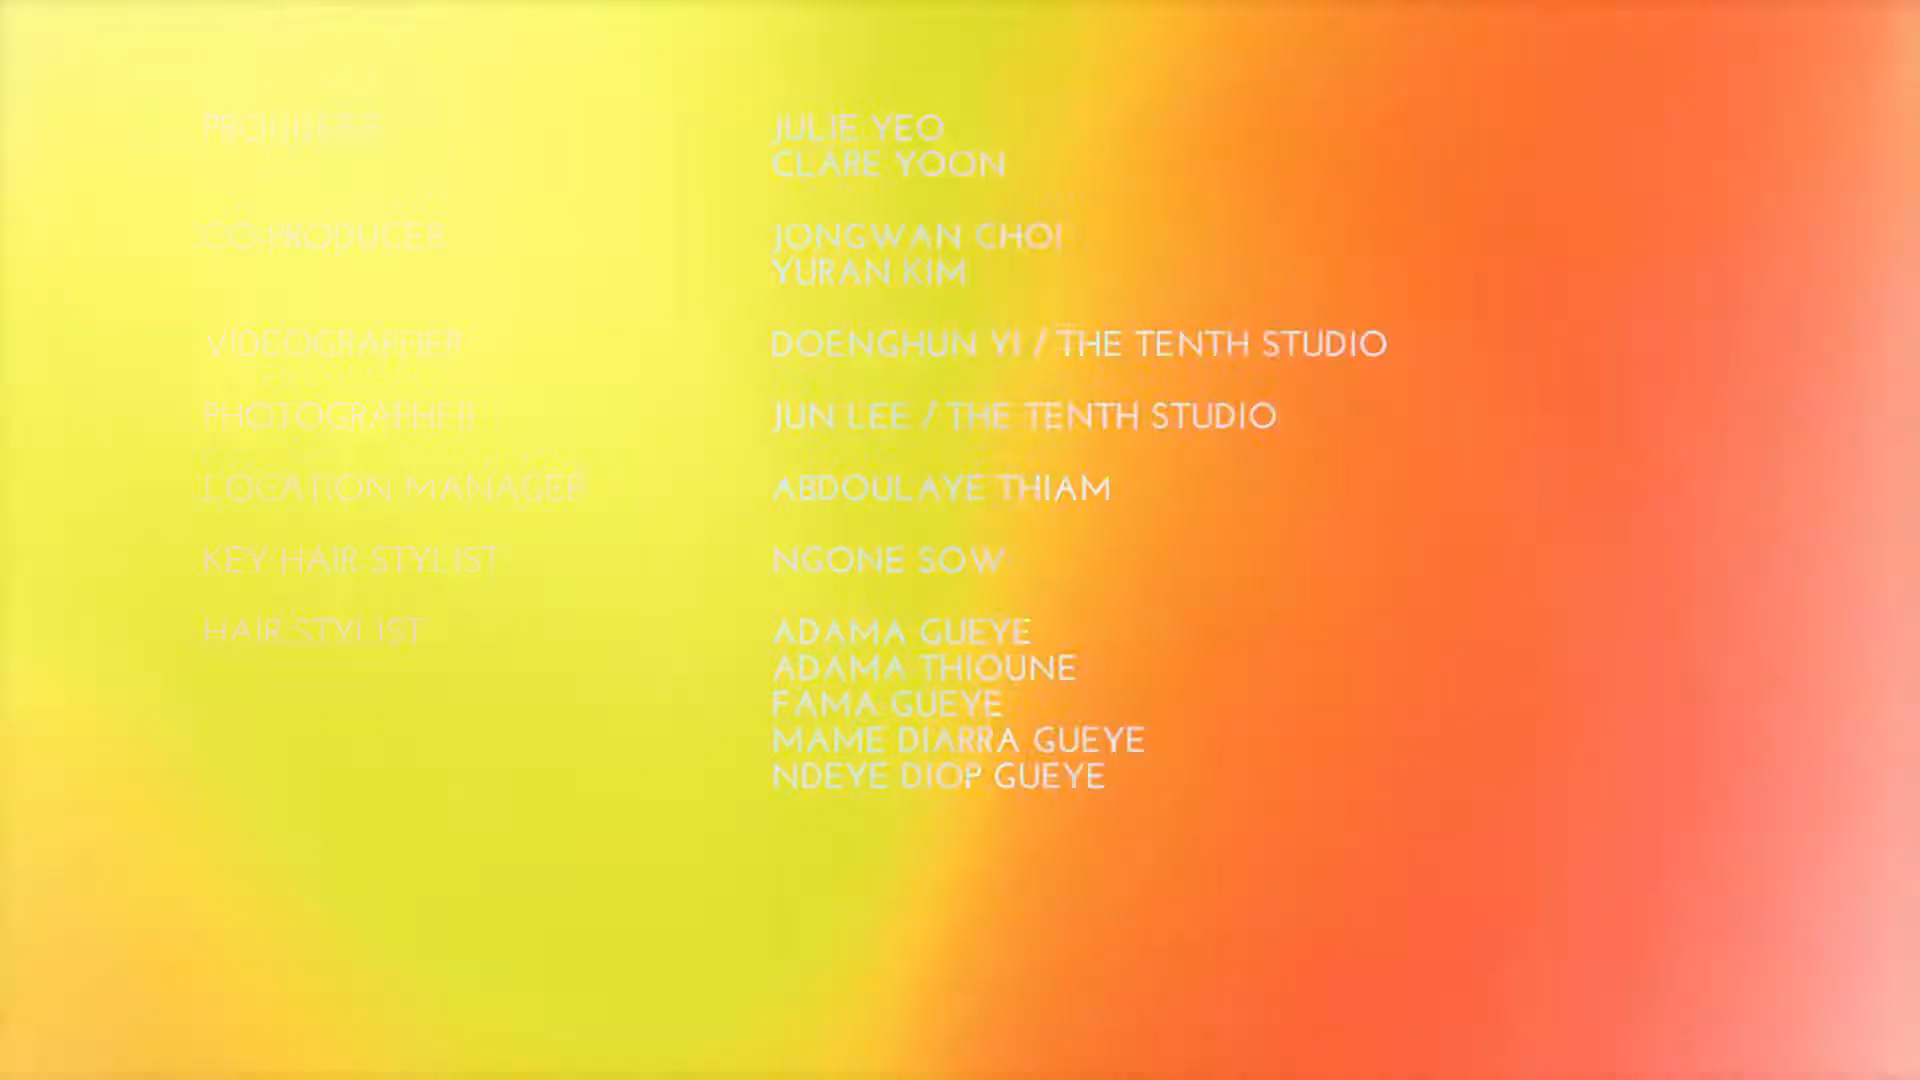 PRODUCER JULIE YEO
CLARE YOON
CO-PRODUCER JONGWAN CHOI
YURAN KIM
VIDEOGRAPHER DOENGHUN YI / THE TENTH STUDIO
PHOTOGRAPHER JUN LEE / THE TENTH STUDIO
LOCATION MANAGER ABDOULAYE THIAM
KEY HAIR STYLIST NGONE SOW
HAIR STYLIST ADAMA GUEYE
ADAMA THIOUNE
FAMA GUEYE
MAME DIARRA GUEYE
NDEYE DIOP GUEYE